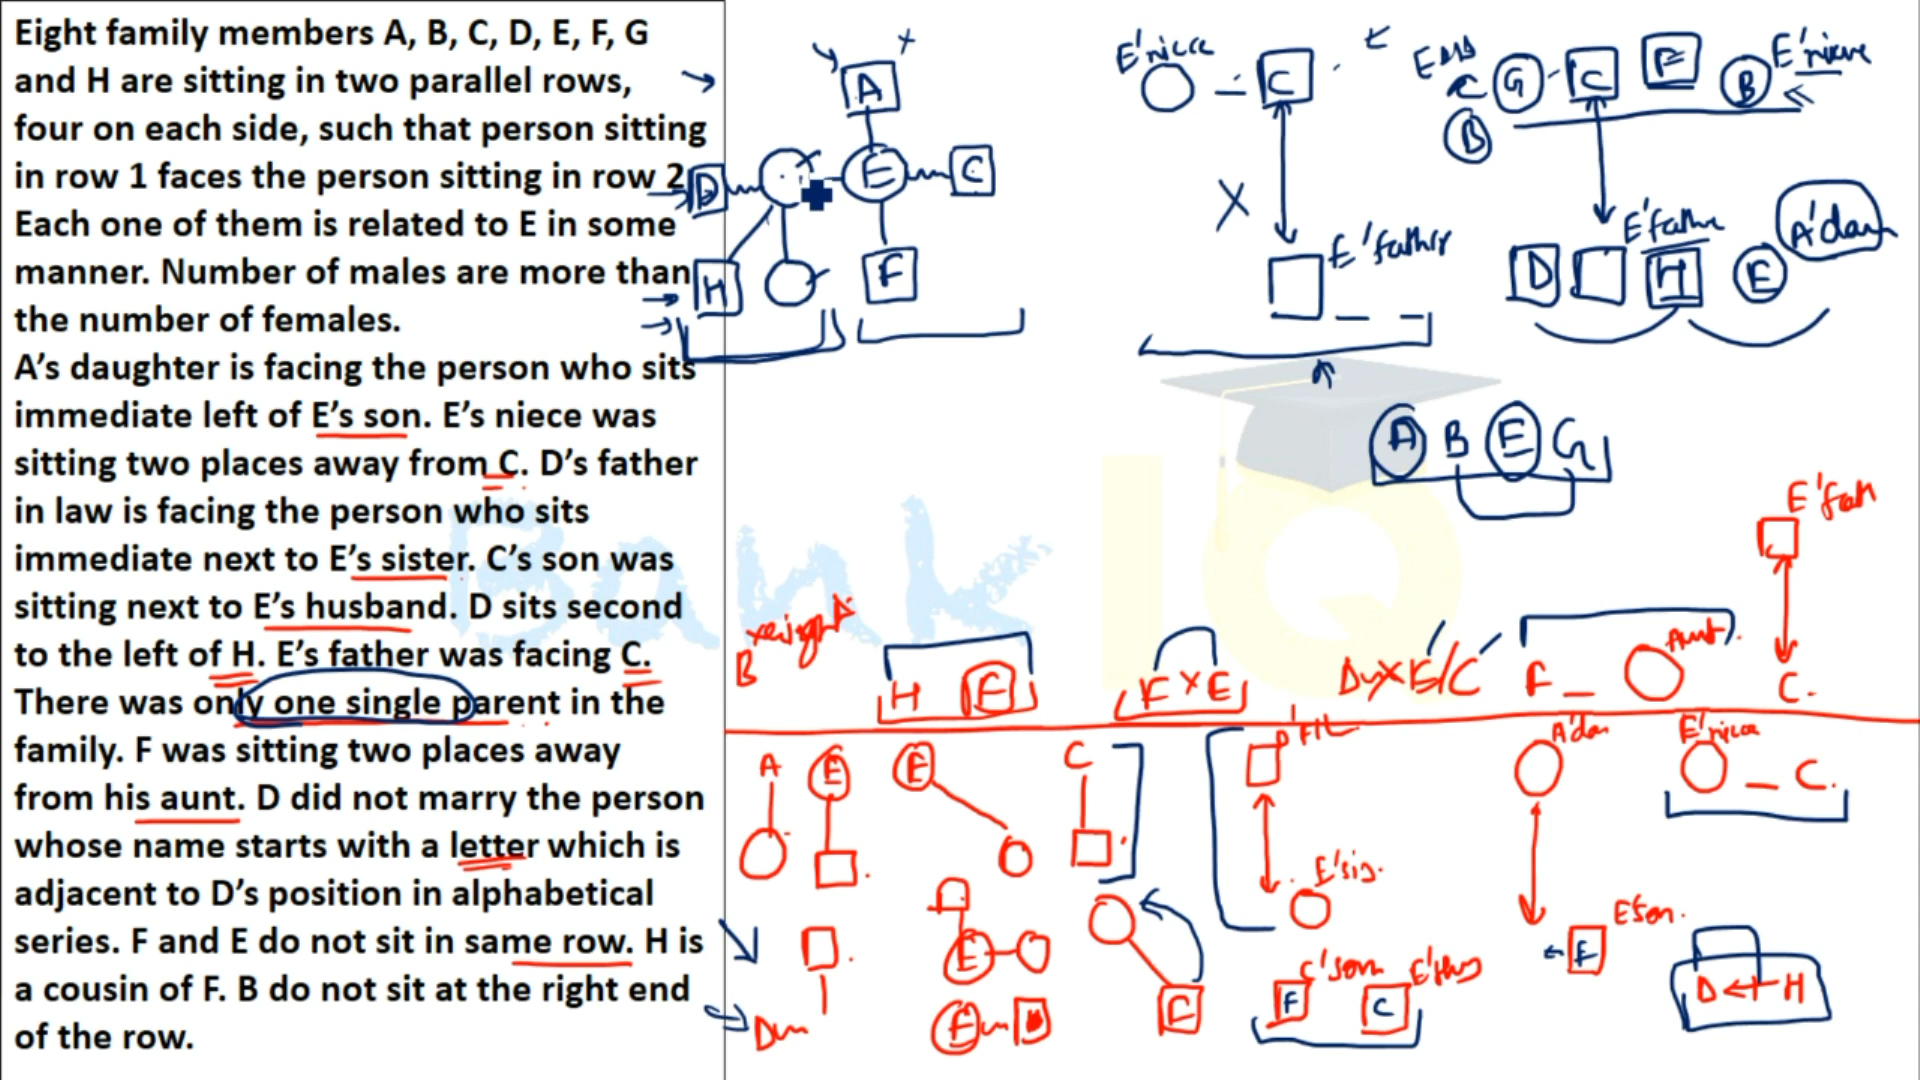 Eight family members A, B, C, D, E, F, G
and H are sitting in two parallel rows,
four on each side, such that person sitting
in row 1 faces the person sitting in row 2.
Each one of them is related to E in some
manner. Number of males are more than
the number of females.
A's daughter is facing the person who sits
immediate left of E's son. E's niece was
sitting two places away from C. D's father
in law is facing the person who sits
immediate next to E's sister. C's son was
sitting next to E's husband. D sits second
to the left of H. E's father was facing C.
There was only one single parent in the
family. F was sitting two places away
from his aunt. D did not marry the person
whose name starts with a letter which is
adjacent to D's position in alphabetical
series. F and E do not sit in same row. H is
a cousin of F. B do not sit at the right end
of the row.
A
D E C
H F
E'niece
C
E'father
G C F B E'niece
B
E'father A'dau
D H E
A B E G
Bank IQ
E'fath
B
H E
F x E
D m x E/C
F _ Aunt
C.
A E E C
A'dau E'niece
_ C.
E'sis.
E'son.
E F
C'son E'hus
F C
D H